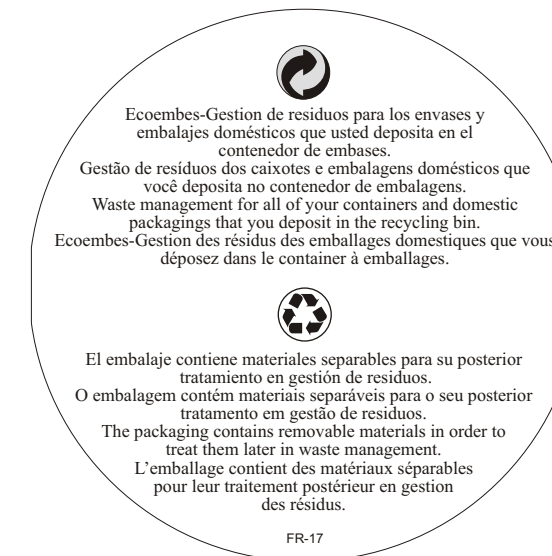 Ecoembes-Gestion de residuos para los envases y
embalajes domésticos que usted deposita en el
contenedor de embases.
Gestão de resíduos dos caixotes e embalagens domésticos que
você deposita no contenedor de embalagens.
Waste management for all of your containers and domestic
packagings that you deposit in the recycling bin.
Ecoembes-Gestion des résidus des emballages domestiques que vous
déposez dans le container à emballages.
El embalaje contiene materiales separables para su posterior
tratamiento en gestión de residuos.
O embalagem contém materiais separáveis para o seu posterior
tratamento em gestão de residuos.
The packaging contains removable materials in order to
treat them later in waste management.
L’emballage contient des matériaux séparables
pour leur traitement postérieur en gestion
des résidus.
FR-17